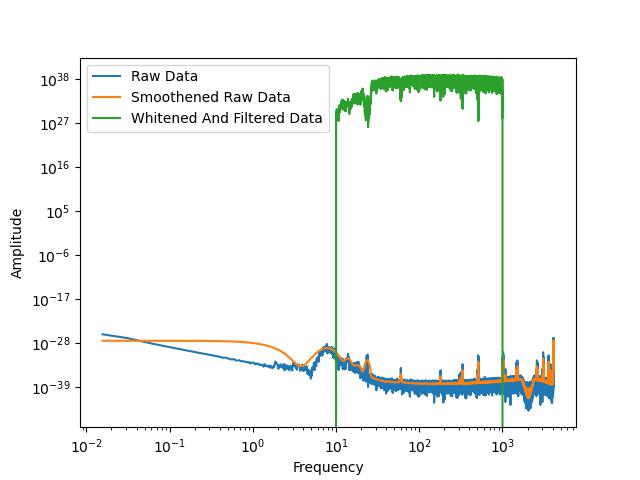 Raw Data
Smoothened Raw Data
Whitened And Filtered Data
Amplitude
10^38
10^27
10^16
10^5
10^−6
10^−17
10^−28
10^−39
10^−2
10^−1
10^0
10^1
10^2
10^3
Frequency